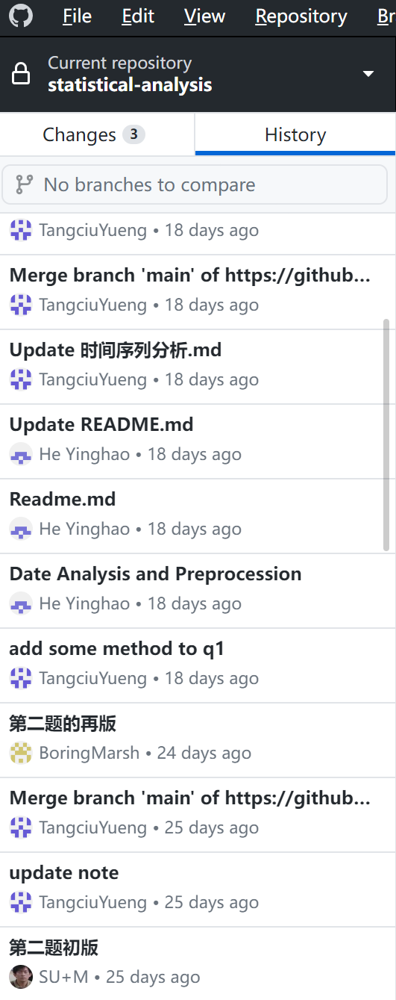 File Edit View Repository Br
Current repository
statistical-analysis
Changes 3 History
No branches to compare
TangciuYueng • 18 days ago
Merge branch 'main' of https://github...
TangciuYueng • 18 days ago
Update 时间序列分析.md
TangciuYueng • 18 days ago
Update README.md
He Yinghao • 18 days ago
Readme.md
He Yinghao • 18 days ago
Date Analysis and Preprocession
He Yinghao • 18 days ago
add some method to q1
TangciuYueng • 18 days ago
第二题的再版
BoringMarsh • 24 days ago
Merge branch 'main' of https://github...
TangciuYueng • 25 days ago
update note
TangciuYueng • 25 days ago
第二题初版
SU+M • 25 days ago